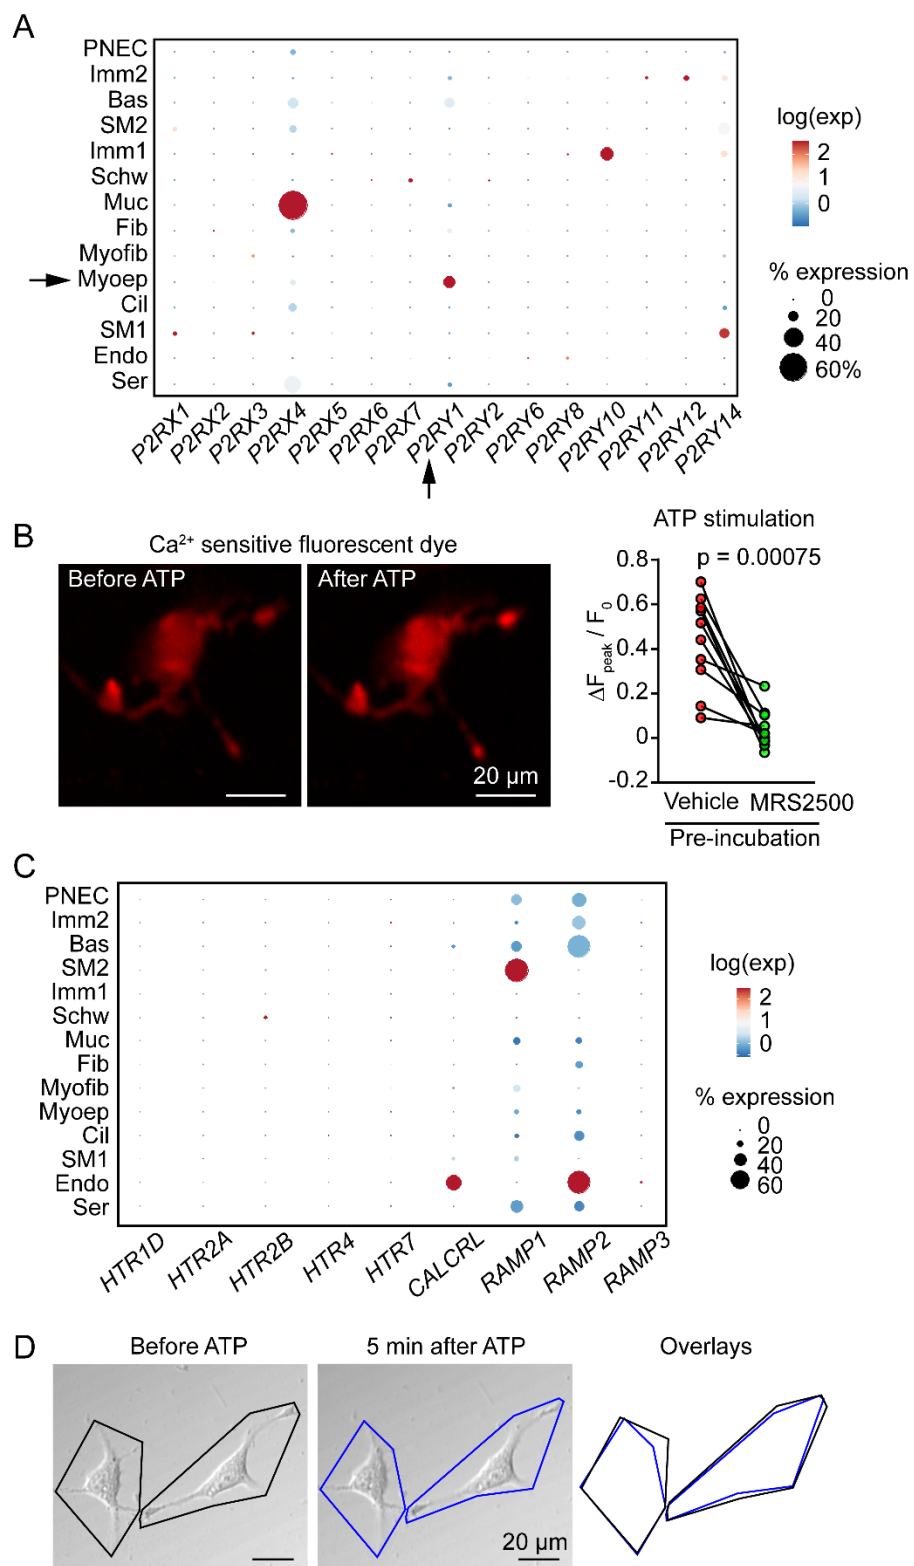 A
PNEC
Imm2
Bas
SM2
Imm1
Schw
Muc
Fib
Myofib
Myoep
Cil
SM1
Endo
Ser
P2RX1
P2RX2
P2RX3
P2RX4
P2RX5
P2RX6
P2RX7
P2RY1
P2RY2
P2RY6
P2RY8
P2RY10
P2RY11
P2RY12
P2RY14
log(exp)
2
1
0
% expression
0
20
40
60%
B
Ca²⁺ sensitive fluorescent dye
Before ATP
After ATP
20 µm
ATP stimulation
p = 0.00075
0.8
0.6
0.4
0.2
0
-0.2
ΔFpeak / F0
Vehicle MRS2500
Pre-incubation
C
PNEC
Imm2
Bas
SM2
Imm1
Schw
Muc
Fib
Myofib
Myoep
Cil
SM1
Endo
Ser
HTR1D
HTR2A
HTR2B
HTR4
HTR7
CALCRL
RAMP1
RAMP2
RAMP3
log(exp)
2
1
0
% expression
0
20
40
60
D
Before ATP
5 min after ATP
Overlays
20 µm